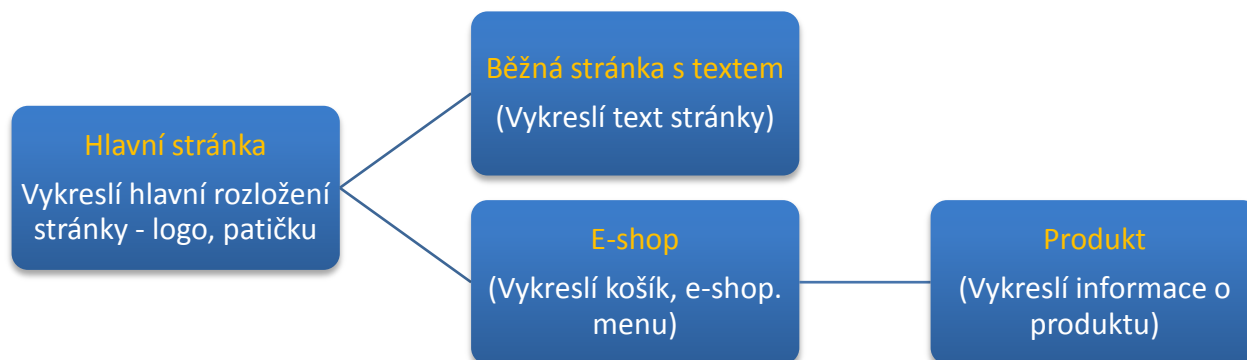 Běžná stránka s textem
(Vykreslí text stránky)
Hlavní stránka
Vykreslí hlavní rozložení
stránky - logo, patičku
E-shop
(Vykreslí košík, e-shop.
menu)
Produkt
(Vykreslí informace o
produktu)